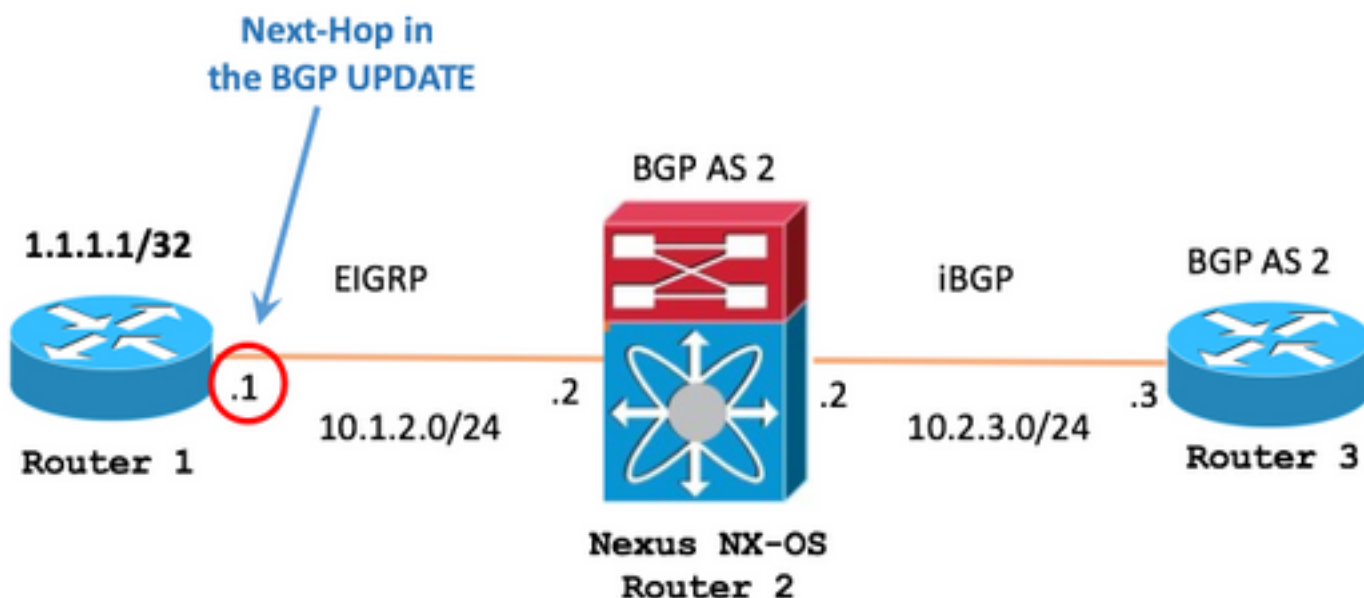 Next-Hop in
the BGP UPDATE
BGP AS 2
1.1.1.1/32
EIGRP
iBGP
BGP AS 2
.1
.2
.2
.3
10.1.2.0/24
10.2.3.0/24
Router 1
Router 3
Nexus NX-OS
Router 2